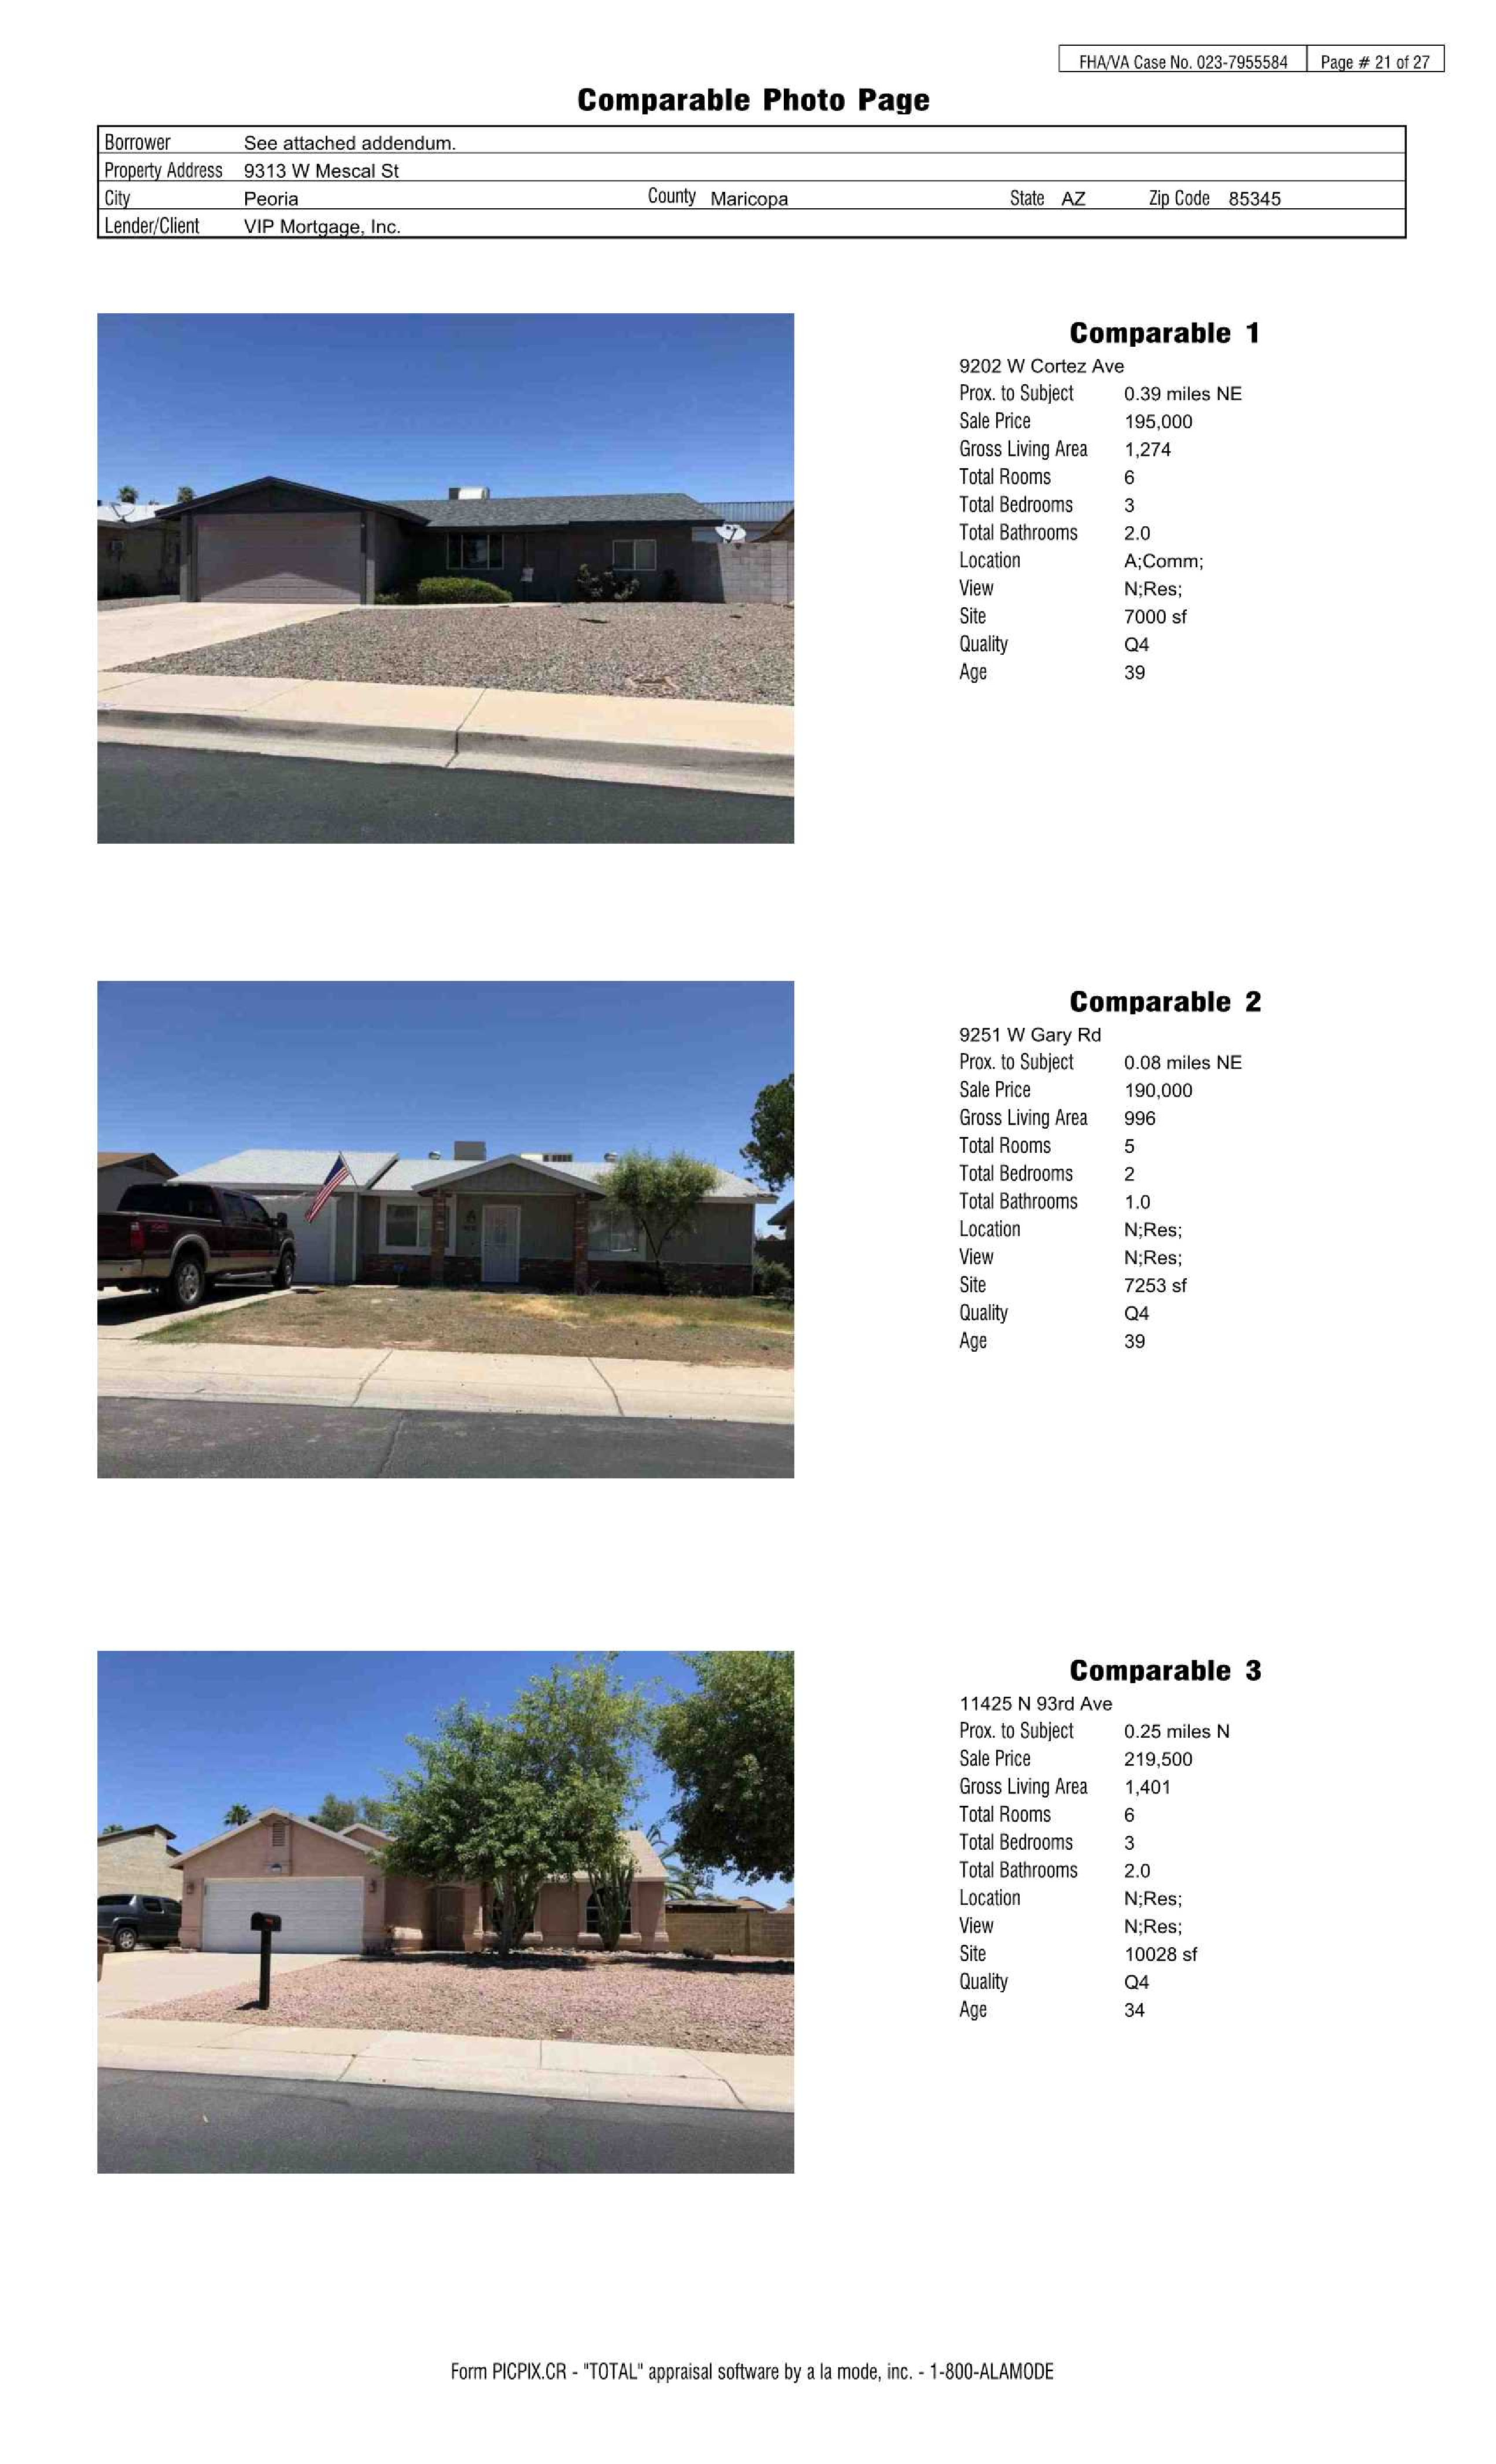 FHA/VA Case No. 023-7955584 Page # 21 of 27
Comparable Photo Page
Borrower See attached addendum.
Property Address 9313 W Mescal St
City Peoria County Maricopa State AZ Zip Code 85345
Lender/Client VIP Mortgage, Inc.
Comparable 1
9202 W Cortez Ave
Prox. to Subject 0.39 miles NE
Sale Price 195,000
Gross Living Area 1,274
Total Rooms 6
Total Bedrooms 3
Total Bathrooms 2.0
Location A;Comm;
View N;Res;
Site 7000 sf
Quality Q4
Age 39
Comparable 2
9251 W Gary Rd
Prox. to Subject 0.08 miles NE
Sale Price 190,000
Gross Living Area 996
Total Rooms 5
Total Bedrooms 2
Total Bathrooms 1.0
Location N;Res;
View N;Res;
Site 7253 sf
Quality Q4
Age 39
Comparable 3
11425 N 93rd Ave
Prox. to Subject 0.25 miles N
Sale Price 219,500
Gross Living Area 1,401
Total Rooms 6
Total Bedrooms 3
Total Bathrooms 2.0
Location N;Res;
View N;Res;
Site 10028 sf
Quality Q4
Age 34
Form PICPIX.CR - "TOTAL" appraisal software by a la mode, inc. - 1-800-ALAMODE